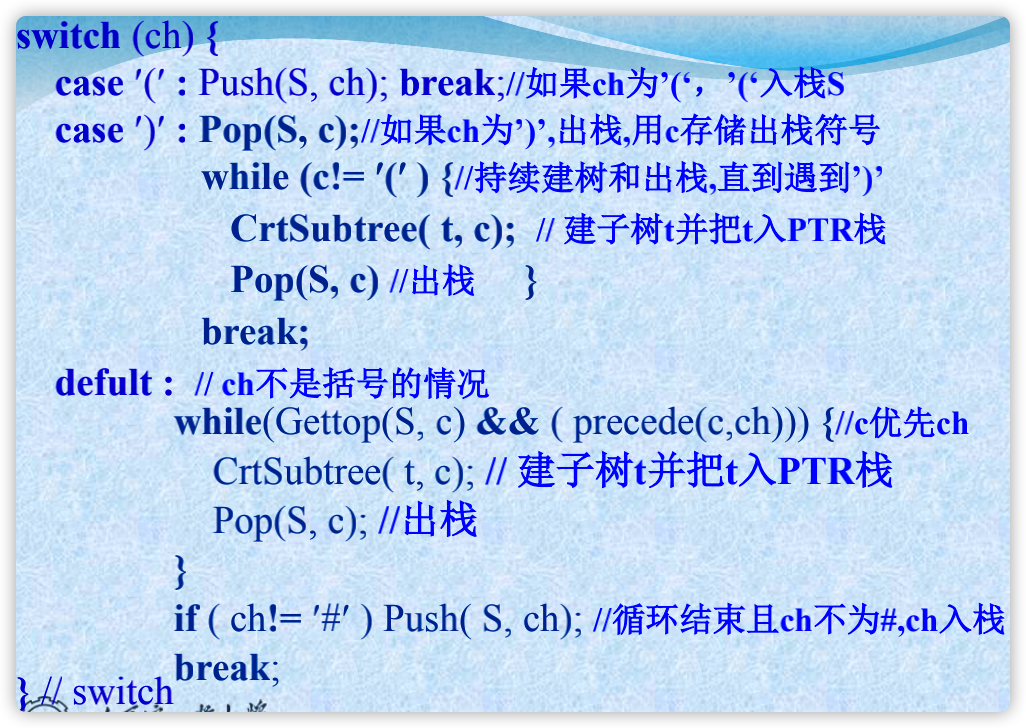 switch (ch) {
case ′(′ : Push(S, ch); break;//如果ch为’(‘，’(‘入栈S
case ′)′ : Pop(S, c);//如果ch为’)’,出栈,用c存储出栈符号
while (c!= ′(′ ) {//持续建树和出栈,直到遇到’)’
CrtSubtree( t, c); // 建子树t并把t入PTR栈
Pop(S, c) //出栈 }
break;
defult : // ch不是括号的情况
while(Gettop(S, c) && ( precede(c,ch))) {//c优先ch
CrtSubtree( t, c); // 建子树t并把t入PTR栈
Pop(S, c); //出栈
}
if ( ch!= ′#′ ) Push( S, ch); //循环结束且ch不为#,ch入栈
break;
} // switch